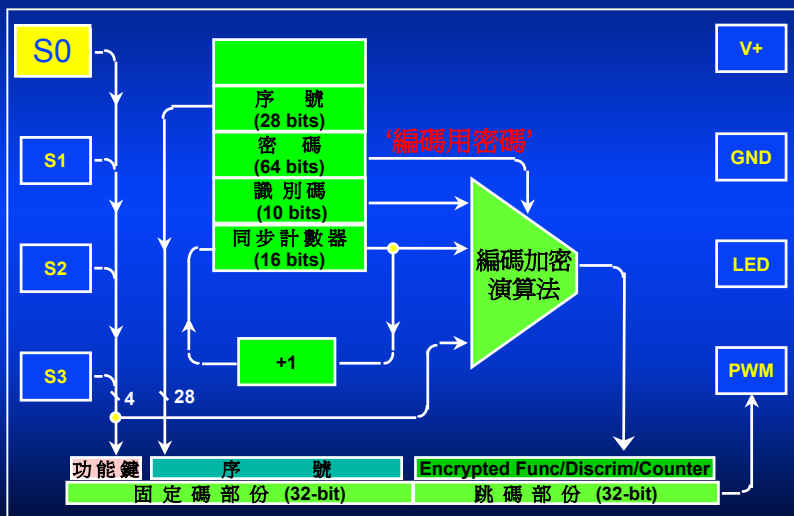 S0
S1
S2
S3
序 號
(28 bits)
密 碼
(64 bits)
識別碼
(10 bits)
同步計數器
(16 bits)
+1
‘編碼用密碼’
編碼加密
演算法
V+
GND
LED
PWM
4
28
功能鍵
序 號
Encrypted Func/Discrim/Counter
固定碼部份 (32-bit)
跳碼部份 (32-bit)